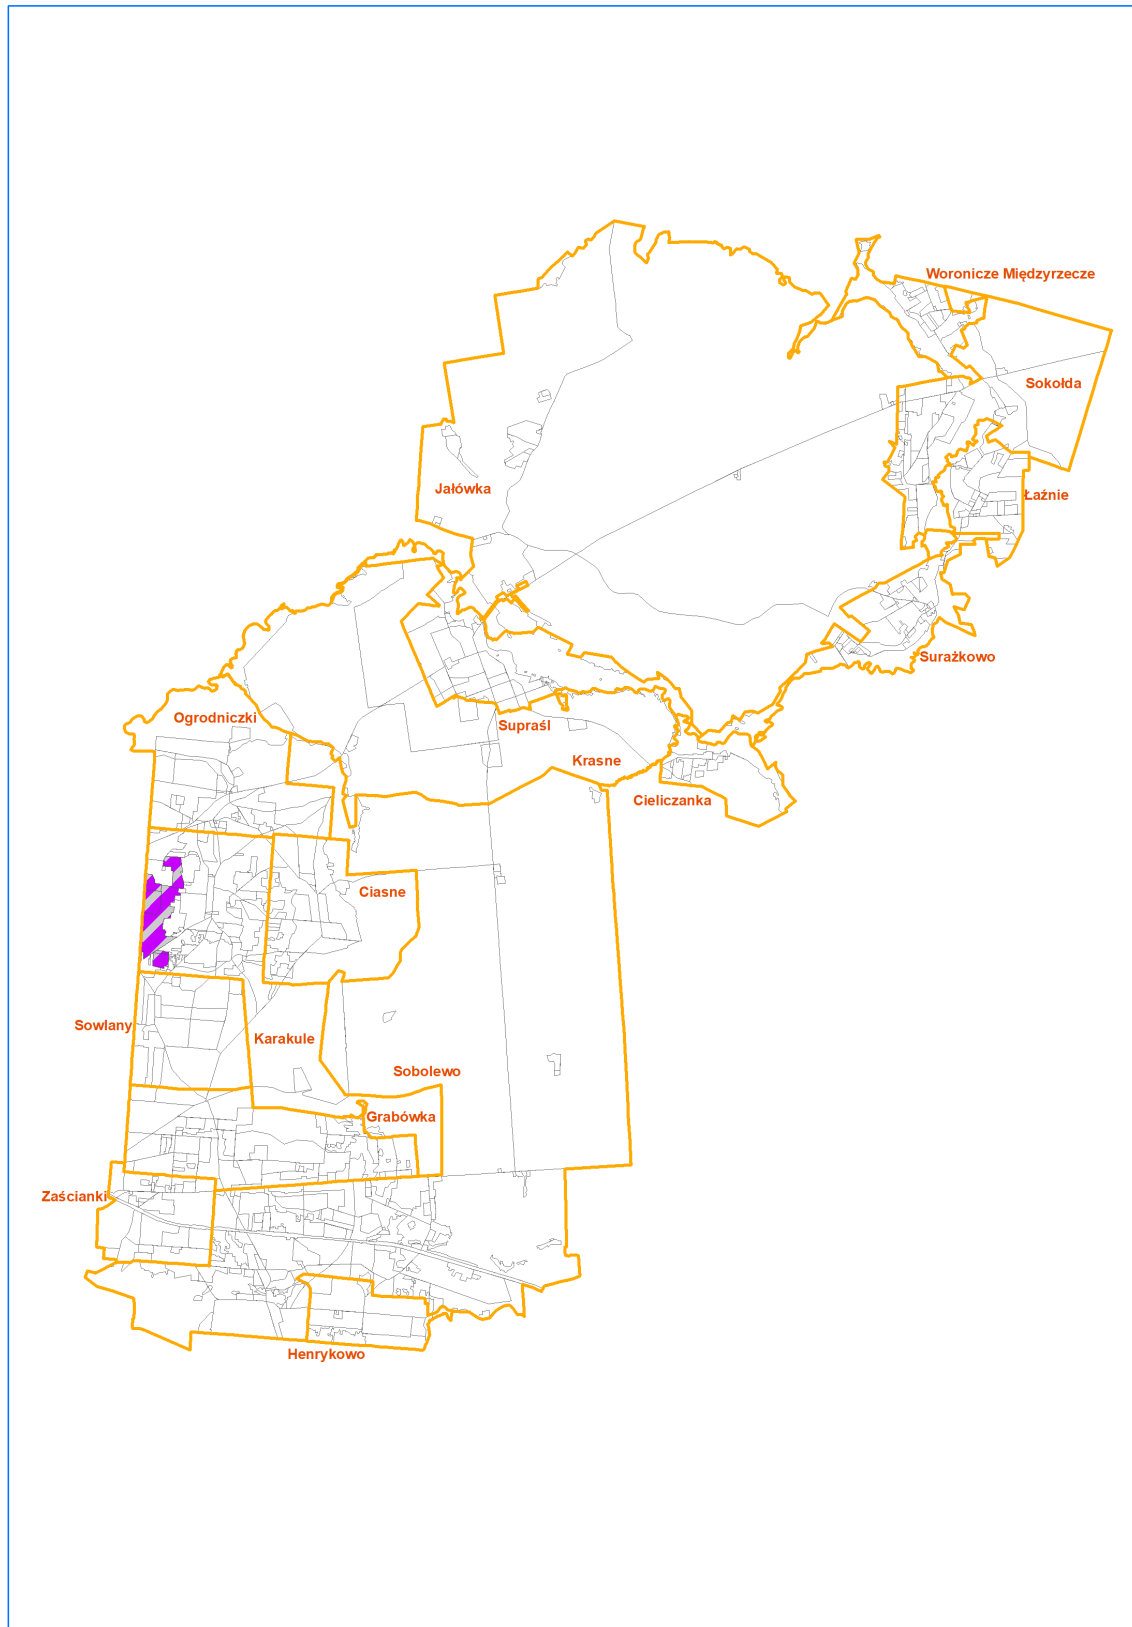 Woronicze Międzyrzecze
Sokołda
Jałówka
Łaźnie
Surażkowo
Ogrodniczki
Supraśl
Krasne
Cieliczanka
Ciasne
Sowlany
Karakule
Sobolewo
Grabówka
Zaścianki
Henrykowo